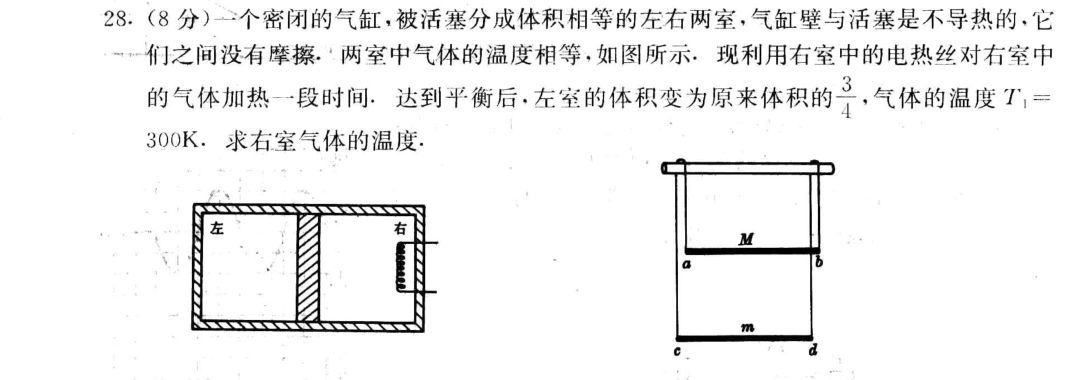 28.(8 分)一个密闭的气缸,被活塞分成体积相等的左右两室,气缸壁与活塞是不导热的,它
们之间没有摩擦. 两室中气体的温度相等,如图所示. 现利用右室中的电热丝对右室中
的气体加热一段时间. 达到平衡后,左室的体积变为原来体积的3/4,气体的温度 T₁=
300K. 求右室气体的温度.
左
右
M
a
b
m
c
d